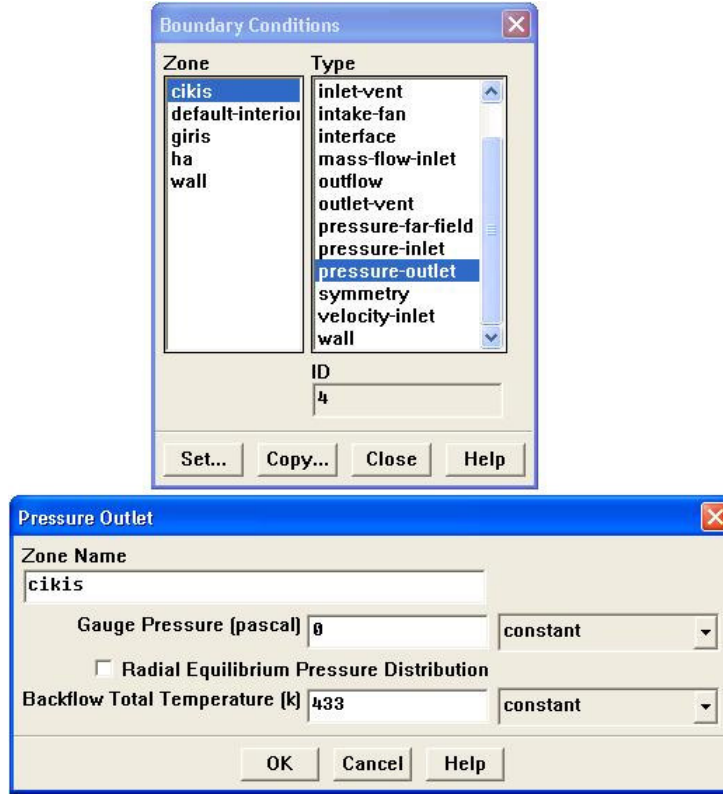 Boundary Conditions
Zone
cikis
default-interior
giris
ha
wall
Type
inlet-vent
intake-fan
interface
mass-flow-inlet
outflow
outlet-vent
pressure-far-field
pressure-inlet
pressure-outlet
symmetry
velocity-inlet
wall
ID
4
Set... Copy... Close Help
Pressure Outlet
Zone Name
cikis
Gauge Pressure (pascal) 0 constant
Radial Equilibrium Pressure Distribution
Backflow Total Temperature (k) 433 constant
OK Cancel Help